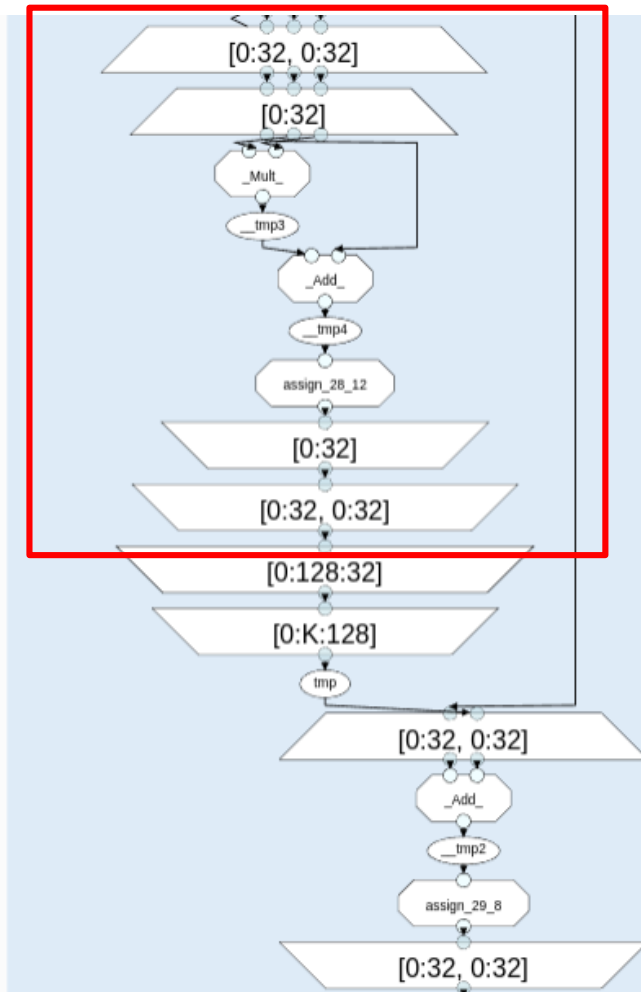 [0:32, 0:32]
[0:32]
_Mult_
__tmp3
_Add_
__tmp4
assign_28_12
[0:32]
[0:32, 0:32]
[0:128:32]
[0:K:128]
tmp
[0:32, 0:32]
_Add_
__tmp2
assign_29_8
[0:32, 0:32]